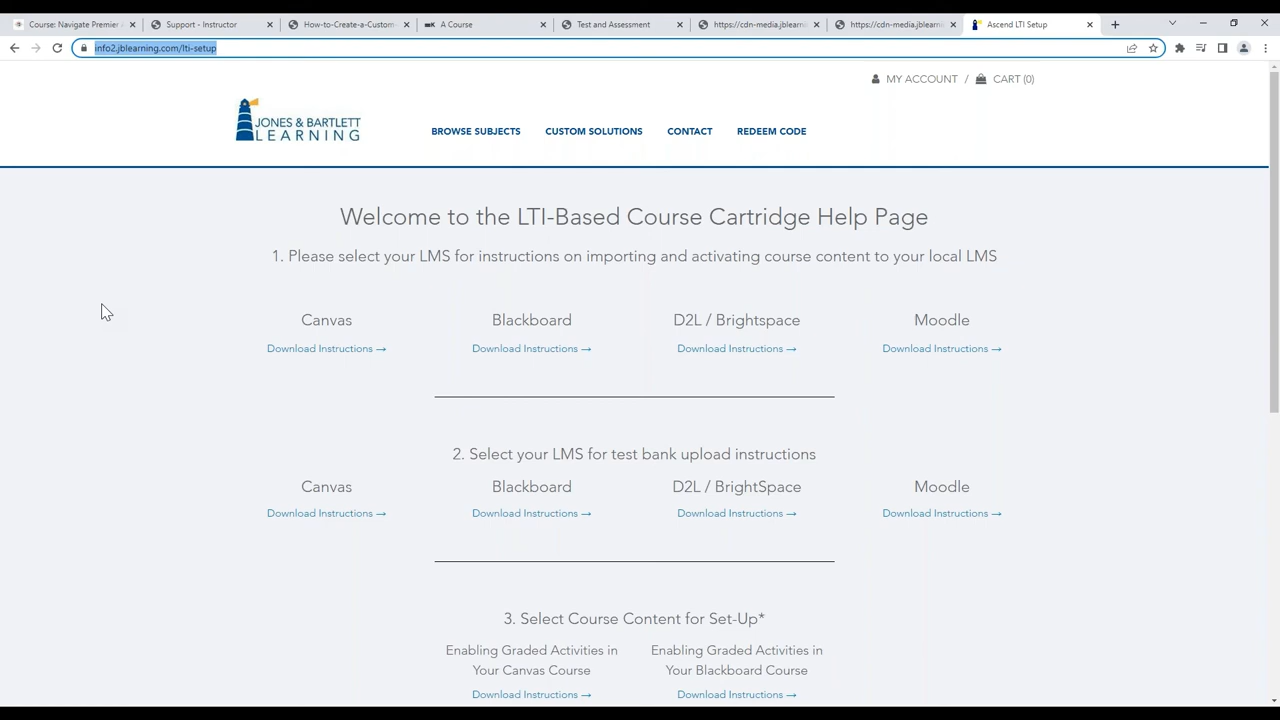 Course: Navigate Premier A
Support - Instructor
How-to-Create-a-Custom-
A Course
Test and Assessment
https://cdn-media.jblearni
https://cdn-media.jblearni
Ascend LTI Setup
info2.jblearning.com/lti-setup
MY ACCOUNT / CART (0)
JONES & BARTLETT
LEARNING
BROWSE SUBJECTS CUSTOM SOLUTIONS CONTACT REDEEM CODE
Welcome to the LTI-Based Course Cartridge Help Page
1. Please select your LMS for instructions on importing and activating course content to your local LMS
Canvas Blackboard D2L / Brightspace Moodle
Download Instructions → Download Instructions → Download Instructions → Download Instructions →
2. Select your LMS for test bank upload instructions
Canvas Blackboard D2L / BrightSpace Moodle
Download Instructions → Download Instructions → Download Instructions → Download Instructions →
3. Select Course Content for Set-Up*
Enabling Graded Activities in
Your Canvas Course
Download Instructions →
Enabling Graded Activities in
Your Blackboard Course
Download Instructions →